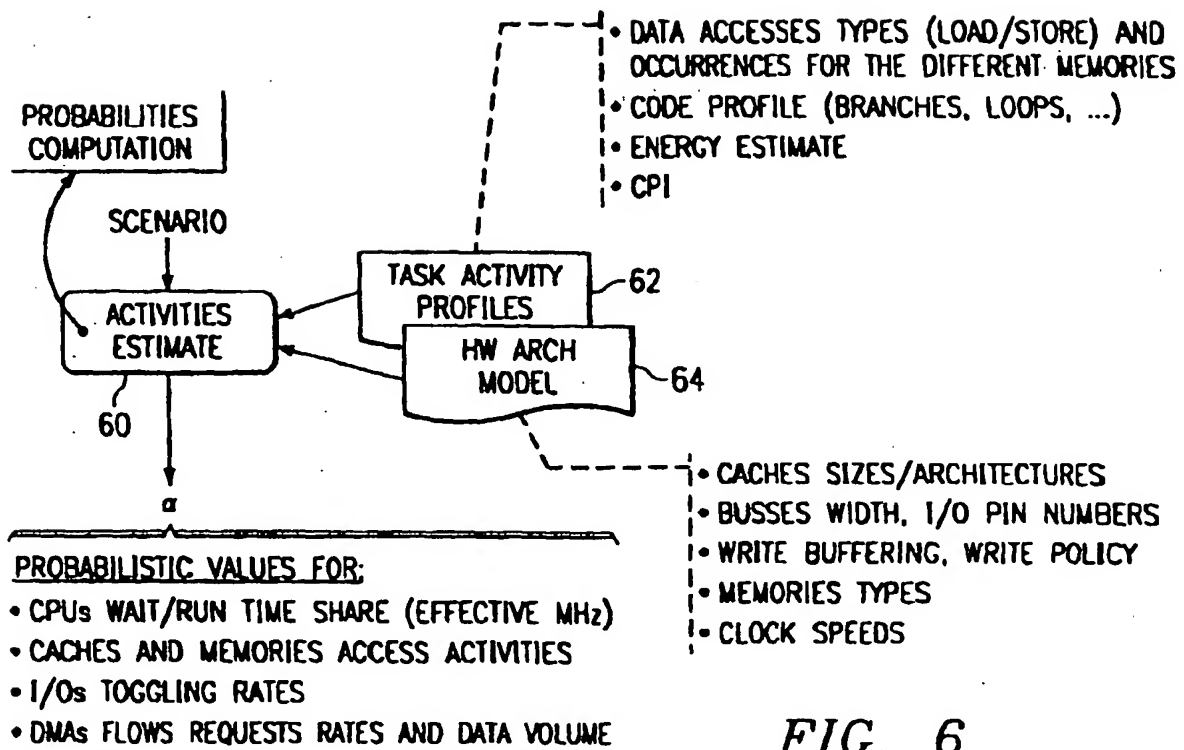 • DATA ACCESSES TYPES (LOAD/STORE) AND
OCCURRENCES FOR THE DIFFERENT MEMORIES
• CODE PROFILE (BRANCHES, LOOPS, ...)
• ENERGY ESTIMATE
• CPI
PROBABILITIES
COMPUTATION
SCENARIO
ACTIVITIES
ESTIMATE
60
TASK ACTIVITY
PROFILES
62
HW ARCH
MODEL
64
• CACHES SIZES/ARCHITECTURES
• BUSSES WIDTH, I/O PIN NUMBERS
• WRITE BUFFERING, WRITE POLICY
• MEMORIES TYPES
• CLOCK SPEEDS
α
PROBABILISTIC VALUES FOR:
• CPUs WAIT/RUN TIME SHARE (EFFECTIVE MHz)
• CACHES AND MEMORIES ACCESS ACTIVITIES
• I/Os TOGGLING RATES
• DMAs FLOWS REQUESTS RATES AND DATA VOLUME
FIG. 6